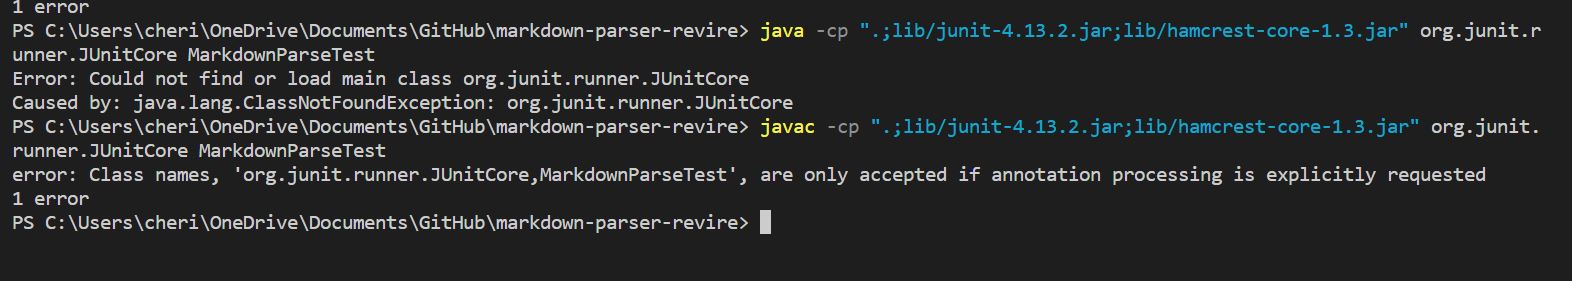 1 error
PS C:\Users\cheri\OneDrive\Documents\GitHub\markdown-parser-revire> java -cp ".;lib/junit-4.13.2.jar;lib/hamcrest-core-1.3.jar" org.junit.r
unner.JUnitCore MarkdownParseTest
Error: Could not find or load main class org.junit.runner.JUnitCore
Caused by: java.lang.ClassNotFoundException: org.junit.runner.JUnitCore
PS C:\Users\cheri\OneDrive\Documents\GitHub\markdown-parser-revire> javac -cp ".;lib/junit-4.13.2.jar;lib/hamcrest-core-1.3.jar" org.junit.
runner.JUnitCore MarkdownParseTest
error: Class names, 'org.junit.runner.JUnitCore,MarkdownParseTest', are only accepted if annotation processing is explicitly requested
1 error
PS C:\Users\cheri\OneDrive\Documents\GitHub\markdown-parser-revire>